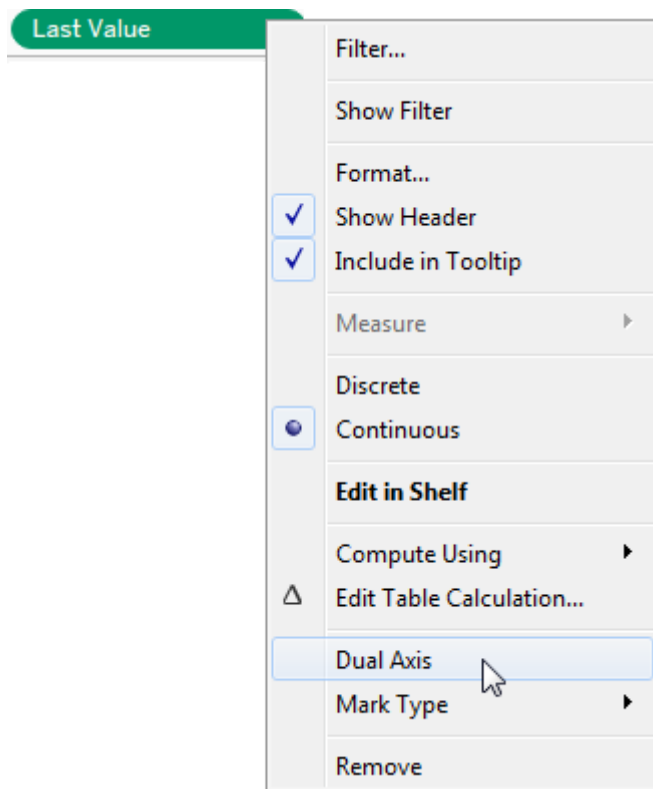 Last Value
Filter...
Show Filter
Format...
Show Header
Include in Tooltip
Measure
Discrete
Continuous
Edit in Shelf
Compute Using
Edit Table Calculation...
Dual Axis
Mark Type
Remove